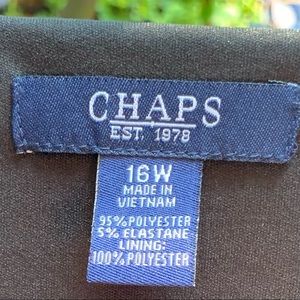 CHAPS
EST. 1978
16W
MADE IN
VIETNAM
95%POLYESTER
5% ELASTANE
LINING:
100%POLYESTER